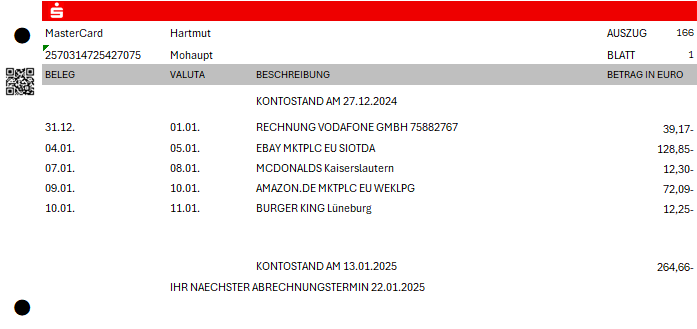 MasterCard Hartmut AUSZUG 166
2570314725427075 Mohaupt BLATT 1
BELEG VALUTA BESCHREIBUNG BETRAG IN EURO
KONTOSTAND AM 27.12.2024
31.12. 01.01. RECHNUNG VODAFONE GMBH 75882767 39,17-
04.01. 05.01. EBAY MKTPLC EU SIOTDA 128,85-
07.01. 08.01. MCDONALDS Kaiserslautern 12,30-
09.01. 10.01. AMAZON.DE MKTPLC EU WEKLPG 72,09-
10.01. 11.01. BURGER KING Lüneburg 12,25-
KONTOSTAND AM 13.01.2025 264,66-
IHR NAECHSTER ABRECHNUNGSTERMIN 22.01.2025